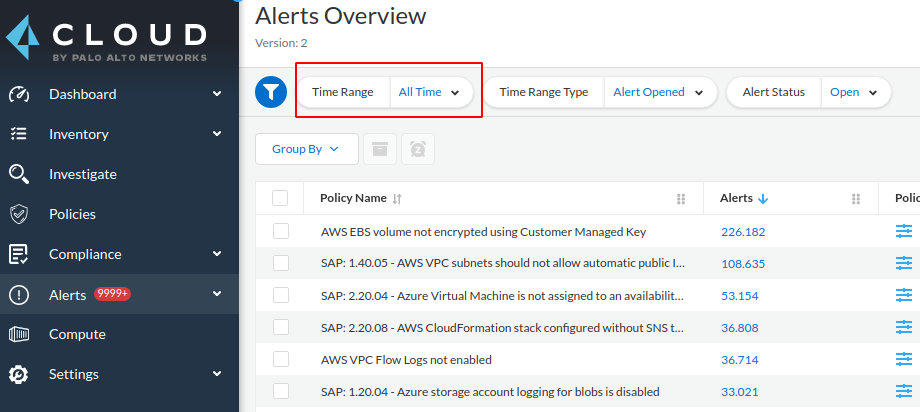 CLOUD
BY PALO ALTO NETWORKS
Dashboard
Inventory
Investigate
Policies
Compliance
Alerts 9999+
Compute
Settings
Alerts Overview
Version: 2
Time Range All Time Time Range Type Alert Opened Alert Status Open
Group By
Policy Name Alerts Polic
AWS EBS volume not encrypted using Customer Managed Key 226.182
SAP: 1.40.05 - AWS VPC subnets should not allow automatic public I... 108.635
SAP: 2.20.04 - Azure Virtual Machine is not assigned to an availabilit... 53.154
SAP: 2.20.08 - AWS CloudFormation stack configured without SNS t... 36.808
AWS VPC Flow Logs not enabled 36.714
SAP: 1.20.04 - Azure storage account logging for blobs is disabled 33.021